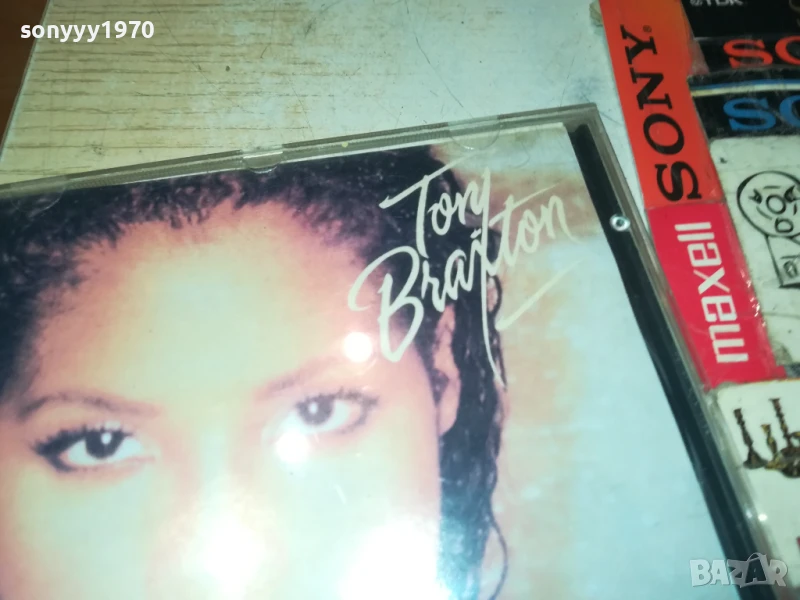 sonyyy1970
TDK
SO
SO
SONY
maxell
Toni
Braxton
BAZAR